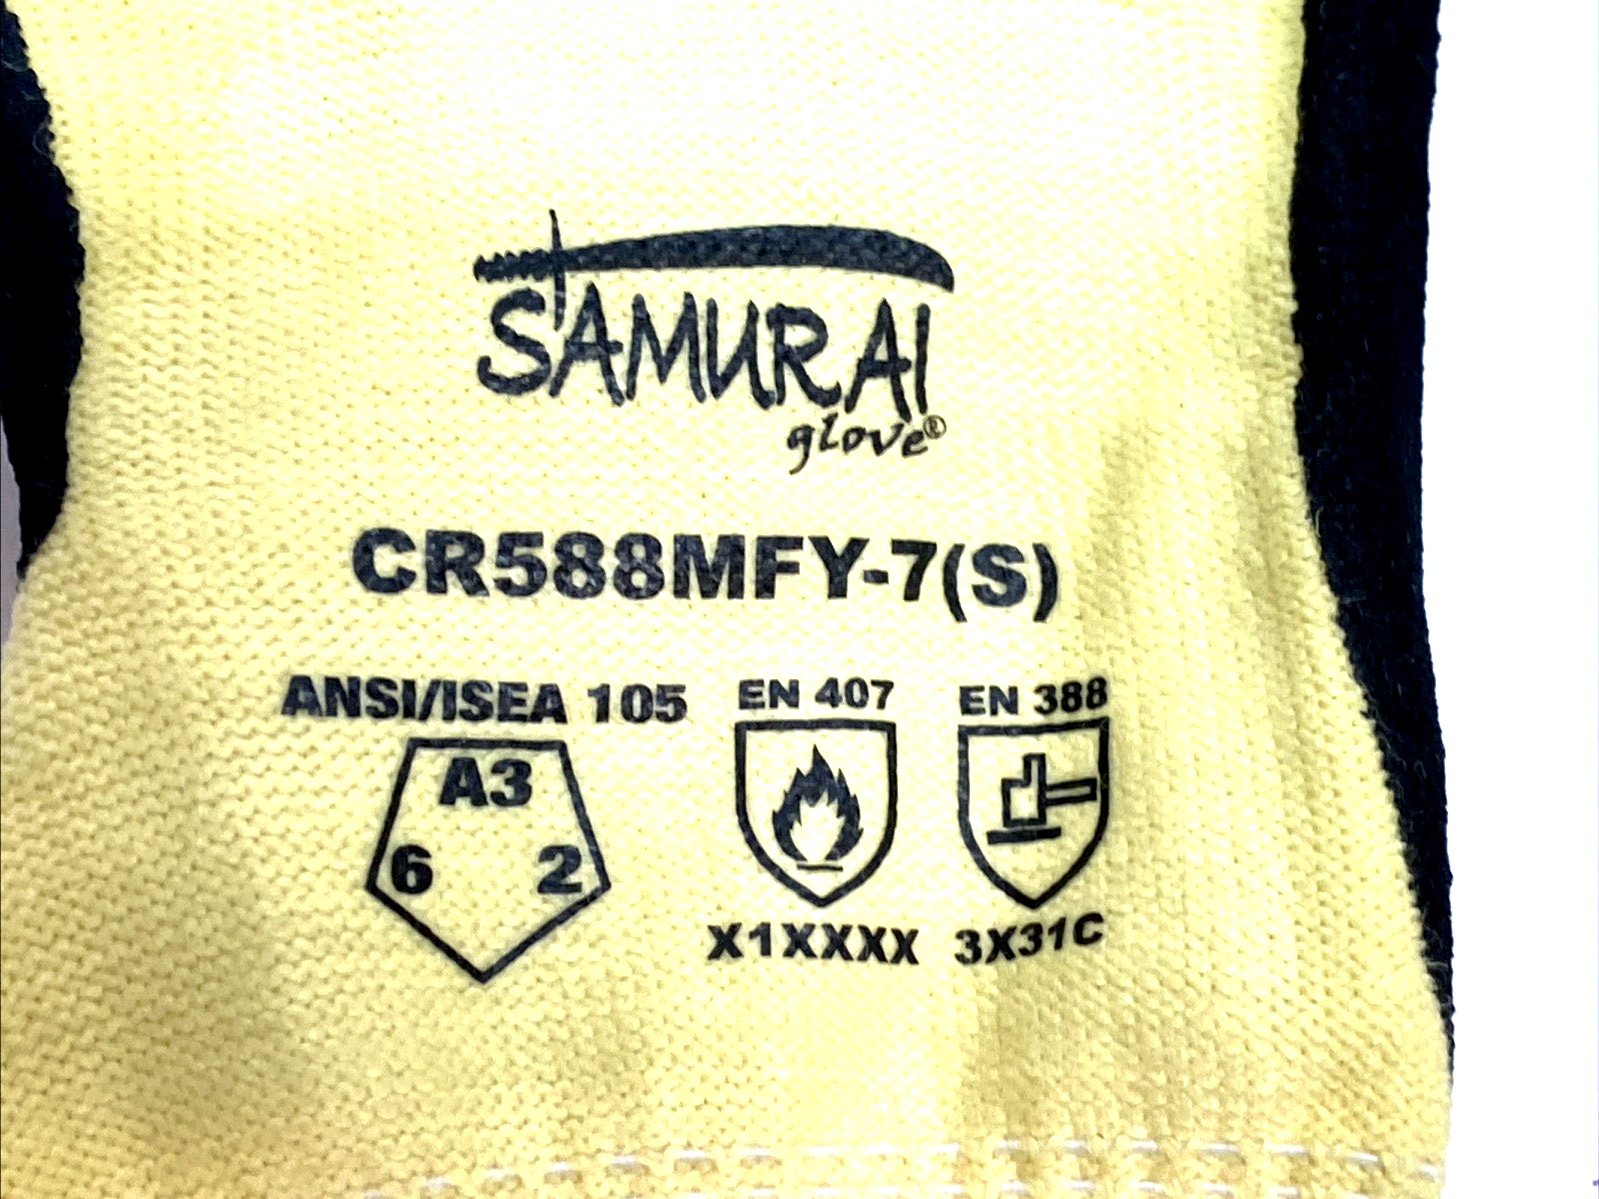 SAMURAI
glove®
CR588MFY-7(S)
ANSI/ISEA 105 EN 407 EN 388
A3
6 2
X1XXXX 3X31C